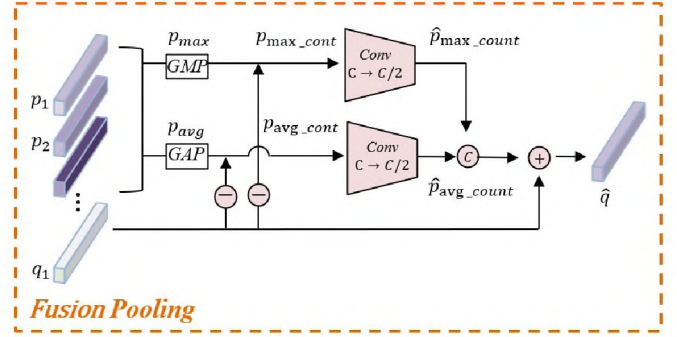 p_max p_max_cont p̂_max_count
GMP
Conv
C → C/2
p_1
p_2
p_avg p_avg_cont
GAP
Conv
C → C/2
C +
p̂_avg_count
− −
⋮
q̂
q_1
Fusion Pooling